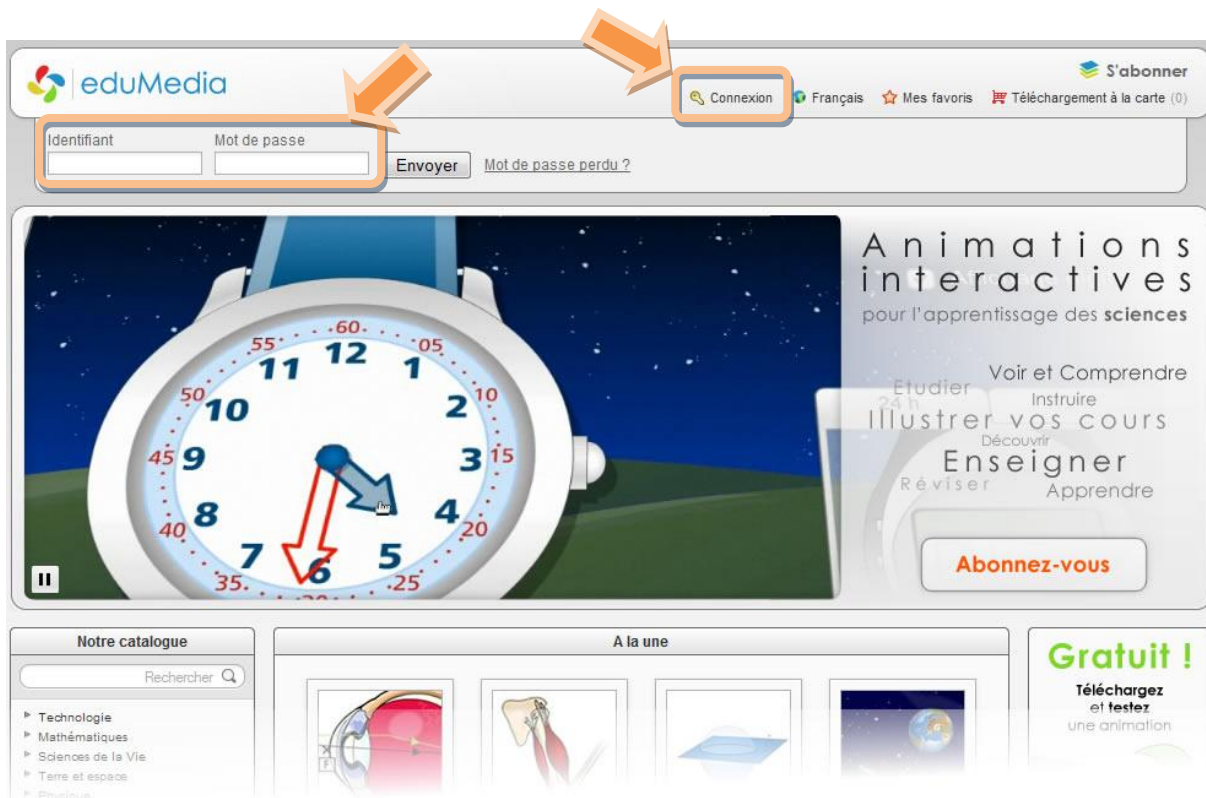 eduMedia
S'abonner
Connexion Français Mes favoris Téléchargement à la carte (0)
Identifiant Mot de passe
Envoyer Mot de passe perdu ?
Animations
interactives
pour l'apprentissage des sciences
Voir et Comprendre
Etudier
24 h
Instruire
Illustrer vos cours
Découvrir
Enseigner
Réviser
Apprendre
Abonnez-vous
60
55 05
12
11 1
50 10
10 2
45 15
9 3
8 4
40 20
7 5
6
35 25
Notre catalogue
Rechercher
Technologie
Mathématiques
Sciences de la Vie
Terre et espace
Physique
A la une
F
Gratuit !
Téléchargez
et testez
une animation